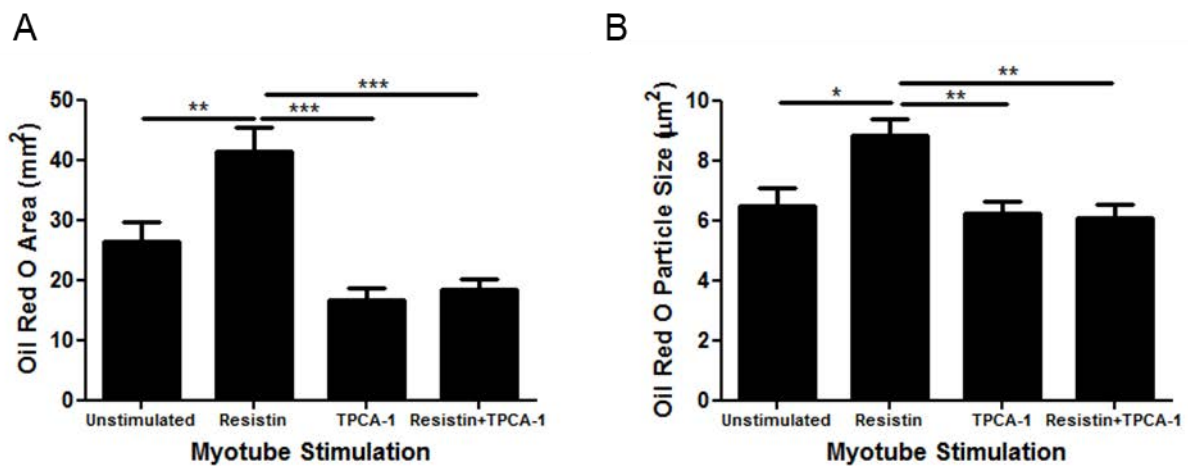 A
Oil Red O Area (mm²)
50
40
30
20
10
0
**
***
***
Unstimulated Resistin TPCA-1 Resistin+TPCA-1
Myotube Stimulation
B
Oil Red O Particle Size (μm²)
10
8
6
4
2
0
*
**
**
Unstimulated Resistin TPCA-1 Resistin+TPCA-1
Myotube Stimulation